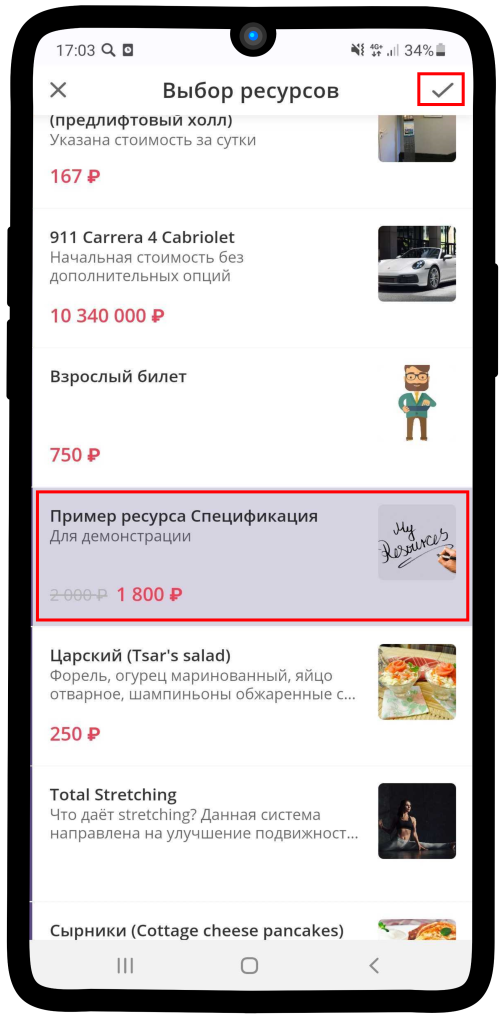 17:03
4G+ 34%
Выбор ресурсов
(предлифтовый холл)
Указана стоимость за сутки
167 ₽
911 Carrera 4 Cabriolet
Начальная стоимость без
дополнительных опций
10 340 000 ₽
Взрослый билет
750 ₽
Пример ресурса Спецификация
Для демонстрации
My
Resources
2 000 ₽ 1 800 ₽
Царский (Tsar's salad)
Форель, огурец маринованный, яйцо
отварное, шампиньоны обжаренные с...
250 ₽
Total Stretching
Что даёт stretching? Данная система
направлена на улучшение подвижност...
Сырники (Cottage cheese pancakes)